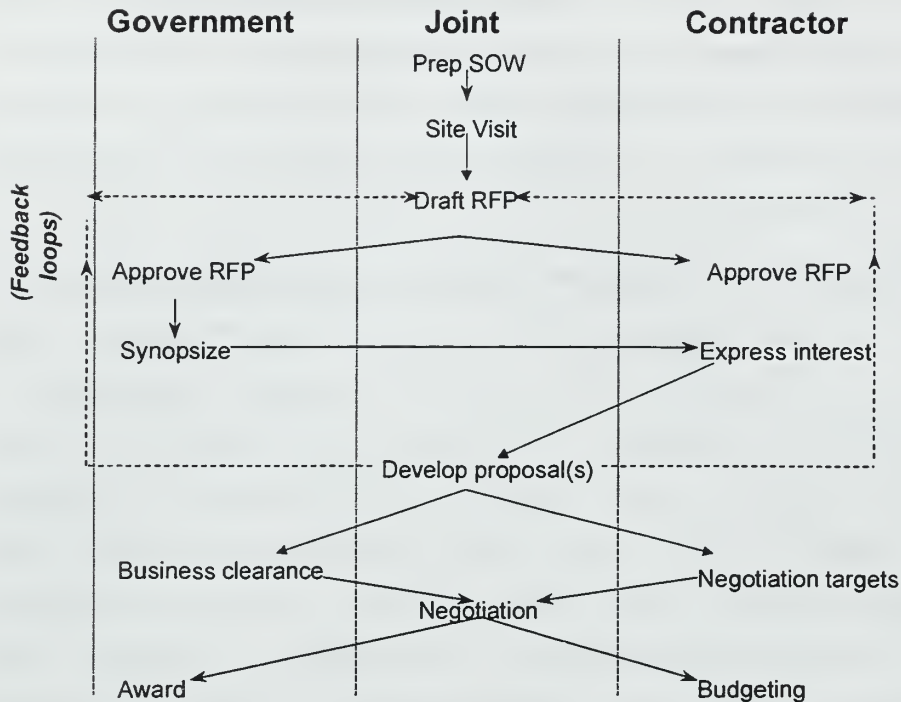 Government Joint Contractor
Prep SOW
Site Visit
Draft RFP
(Feedback
loops)
Approve RFP Approve RFP
Synopsize Express interest
Develop proposal(s)
Business clearance Negotiation targets
Negotiation
Award Budgeting